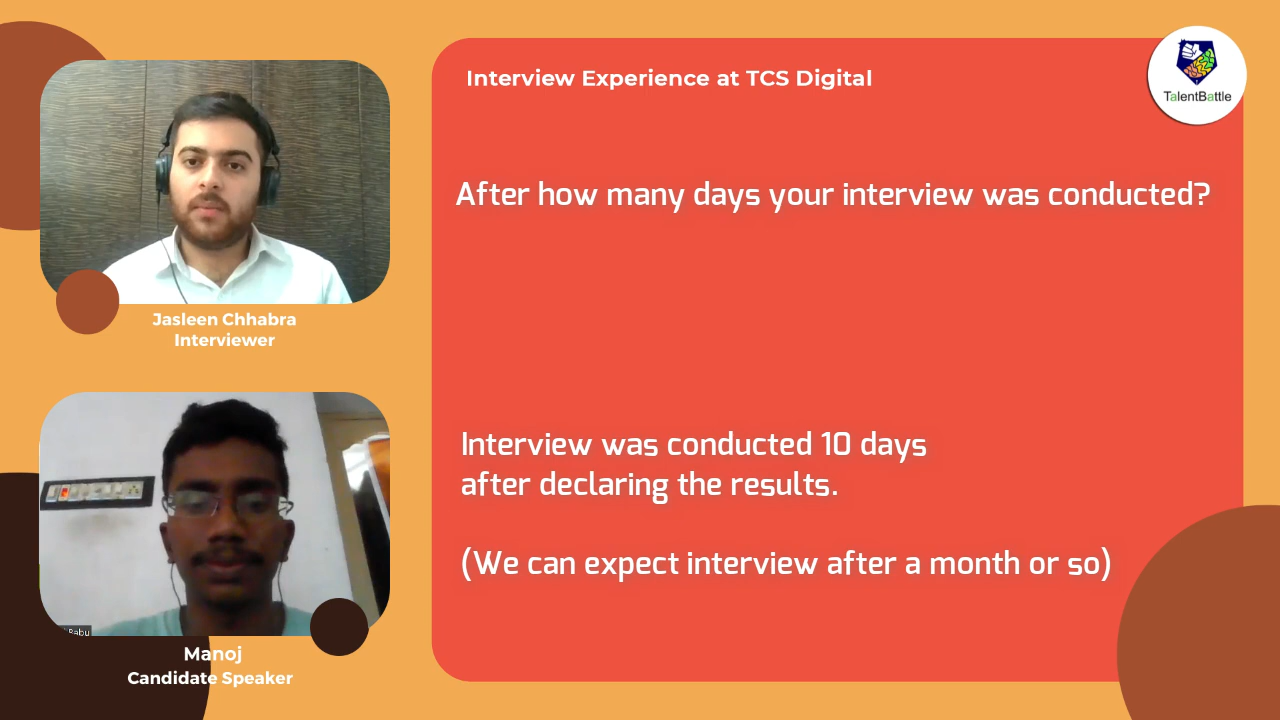 Interview Experience at TCS Digital
TalentBattle
After how many days your interview was conducted?
Jasleen Chhabra
Interviewer
Interview was conducted 10 days
after declaring the results.
(We can expect interview after a month or so)
Babu
Manoj
Candidate Speaker